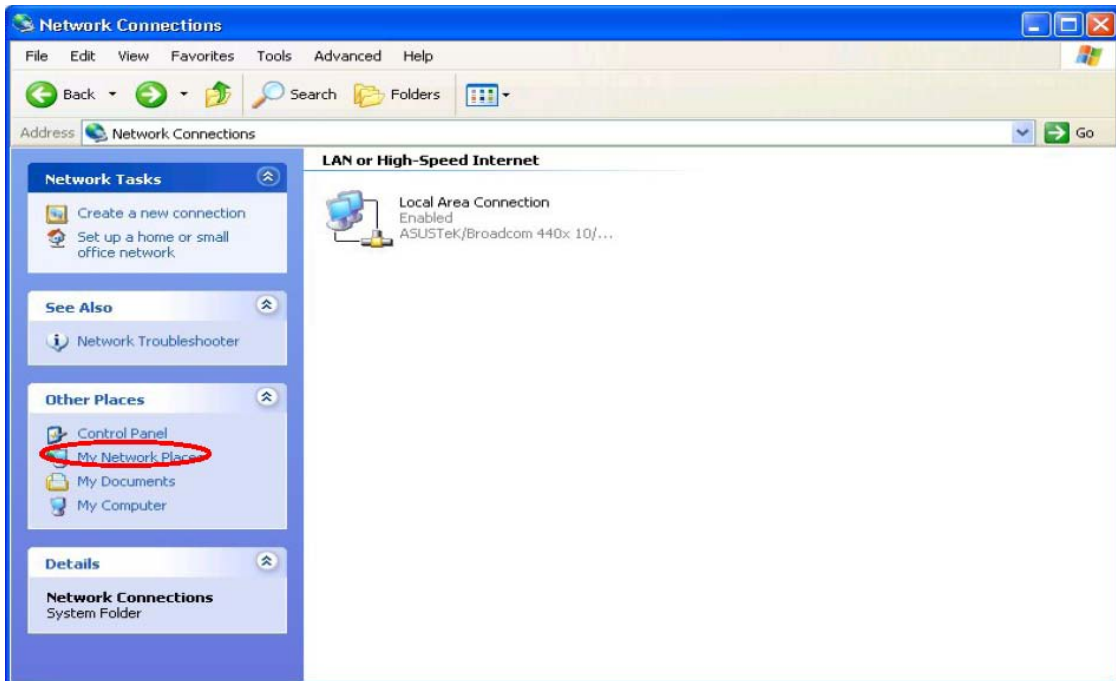 Network Connections
File Edit View Favorites Tools Advanced Help
Back Search Folders
Address Network Connections Go
Network Tasks
Create a new connection
Set up a home or small
office network
See Also
Network Troubleshooter
Other Places
Control Panel
My Network Places
My Documents
My Computer
Details
Network Connections
System Folder
LAN or High-Speed Internet
Local Area Connection
Enabled
ASUSTeK/Broadcom 440x 10/...